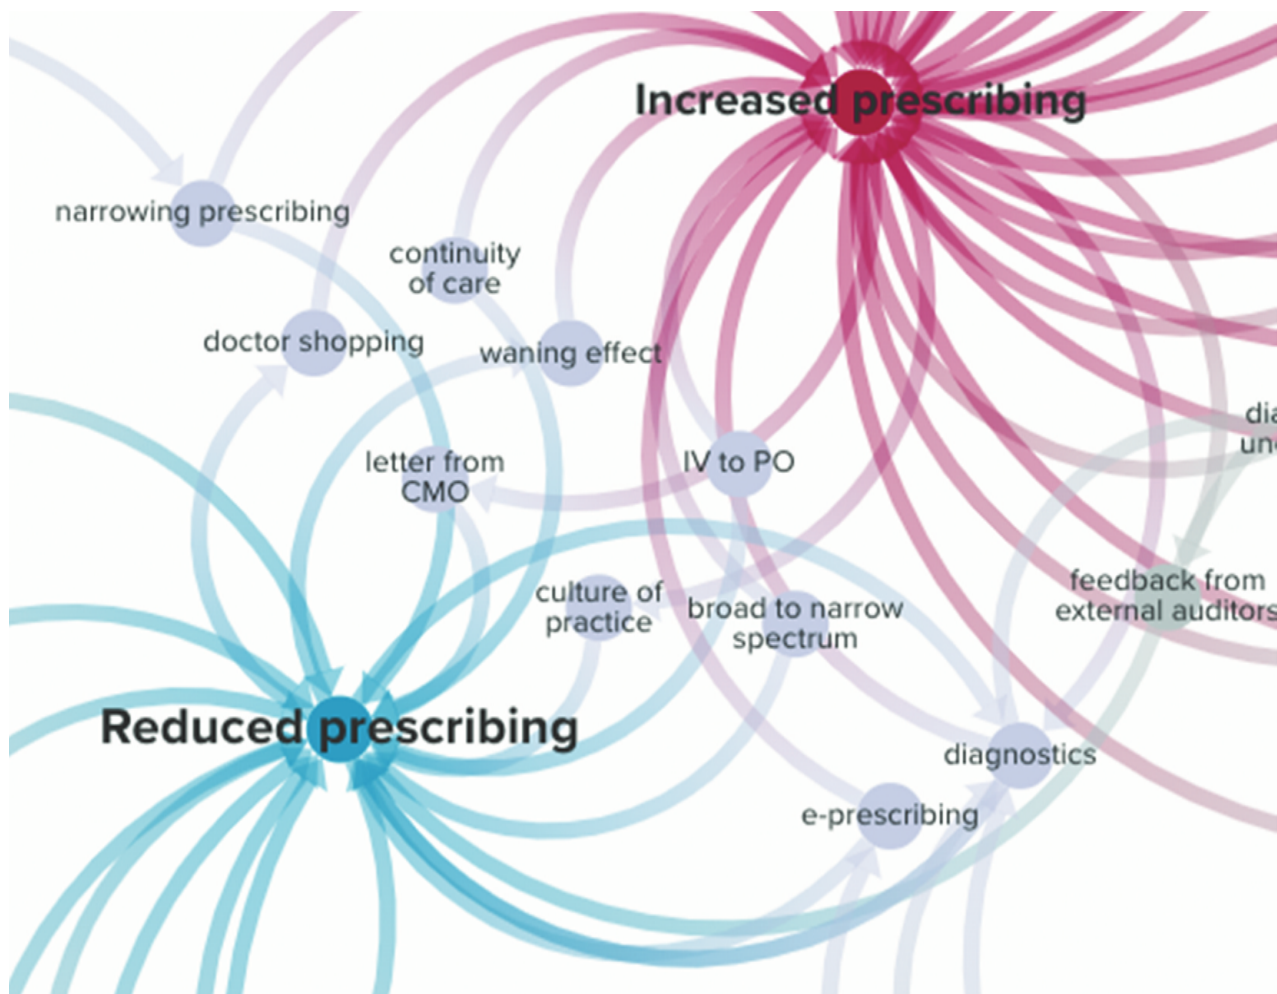 Increased prescribing
narrowing prescribing
continuity
of care
doctor shopping
waning effect
dia
letter from
CMO
IV to PO
feedback from
external auditors
culture of
practice
broad to narrow
spectrum
Reduced prescribing
diagnostics
e-prescribing